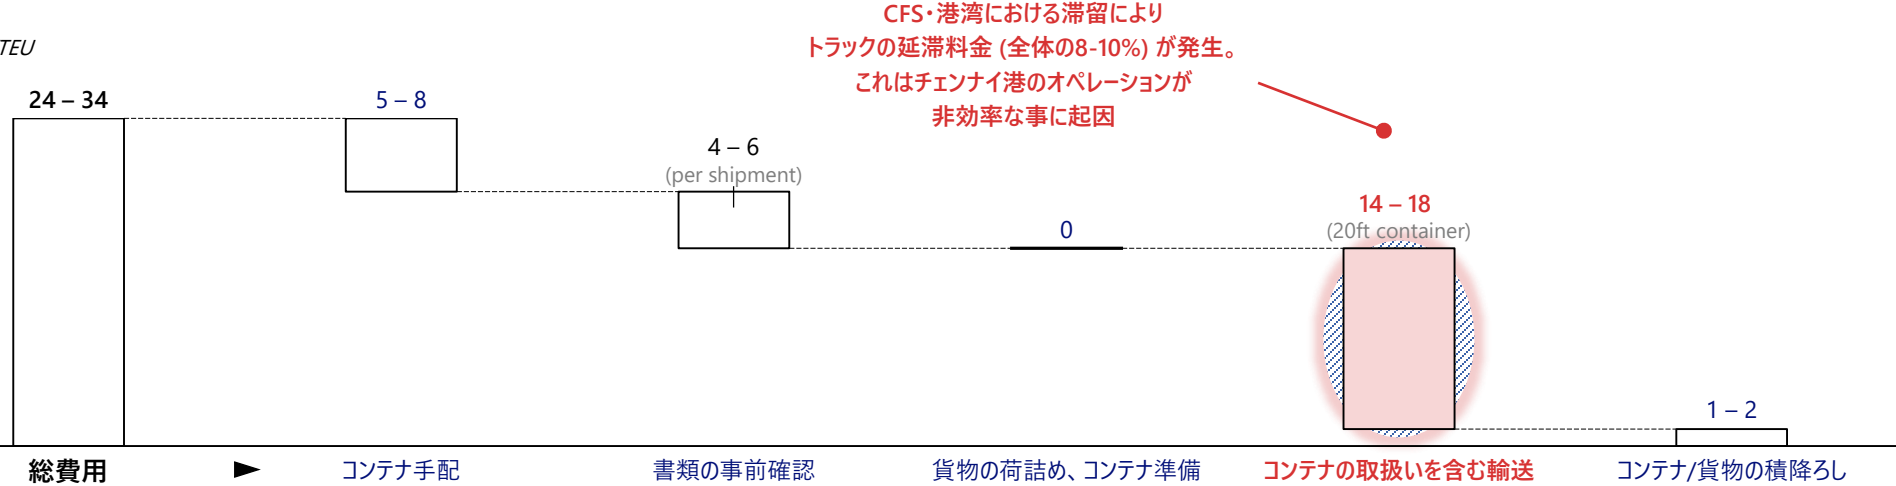 CFS・港湾における滞留により
トラックの延滞料金 (全体の8-10%) が発生。
これはチェンナイ港のオペレーションが
非効率な事に起因
TEU
24 – 34
5 – 8
4 – 6
(per shipment)
0
14 – 18
(20ft container)
1 – 2
総費用
コンテナ手配
書類の事前確認
貨物の荷詰め、コンテナ準備
コンテナの取扱いを含む輸送
コンテナ/貨物の積降ろし